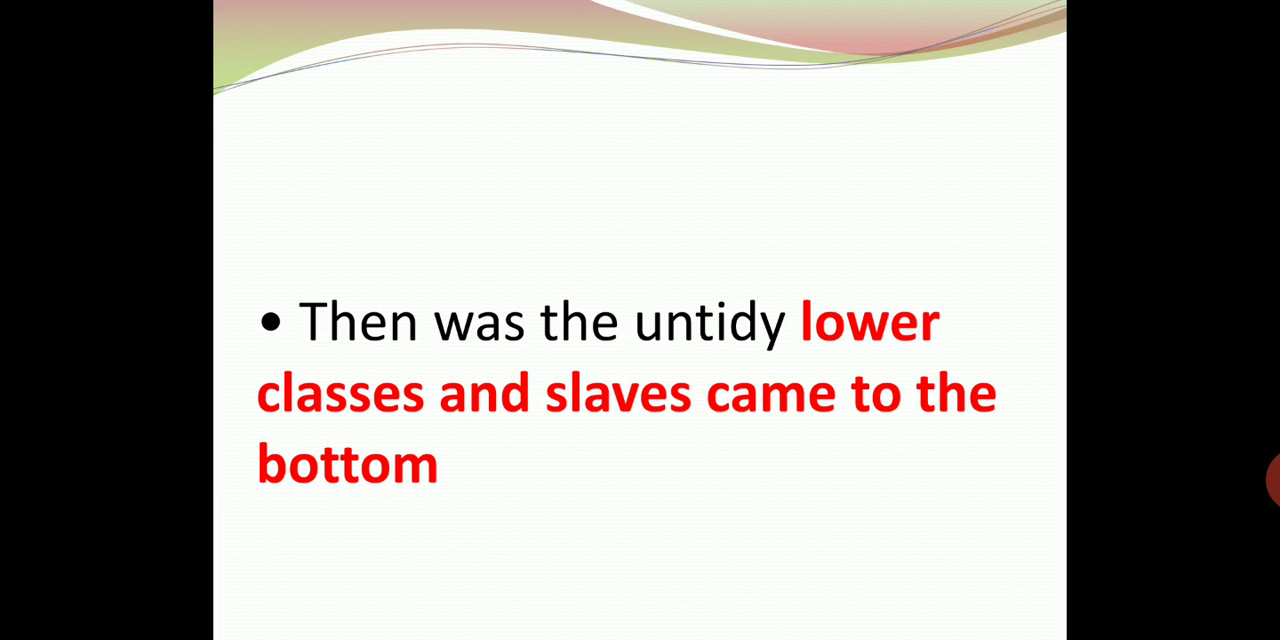 • Then was the untidy lower
classes and slaves came to the
bottom